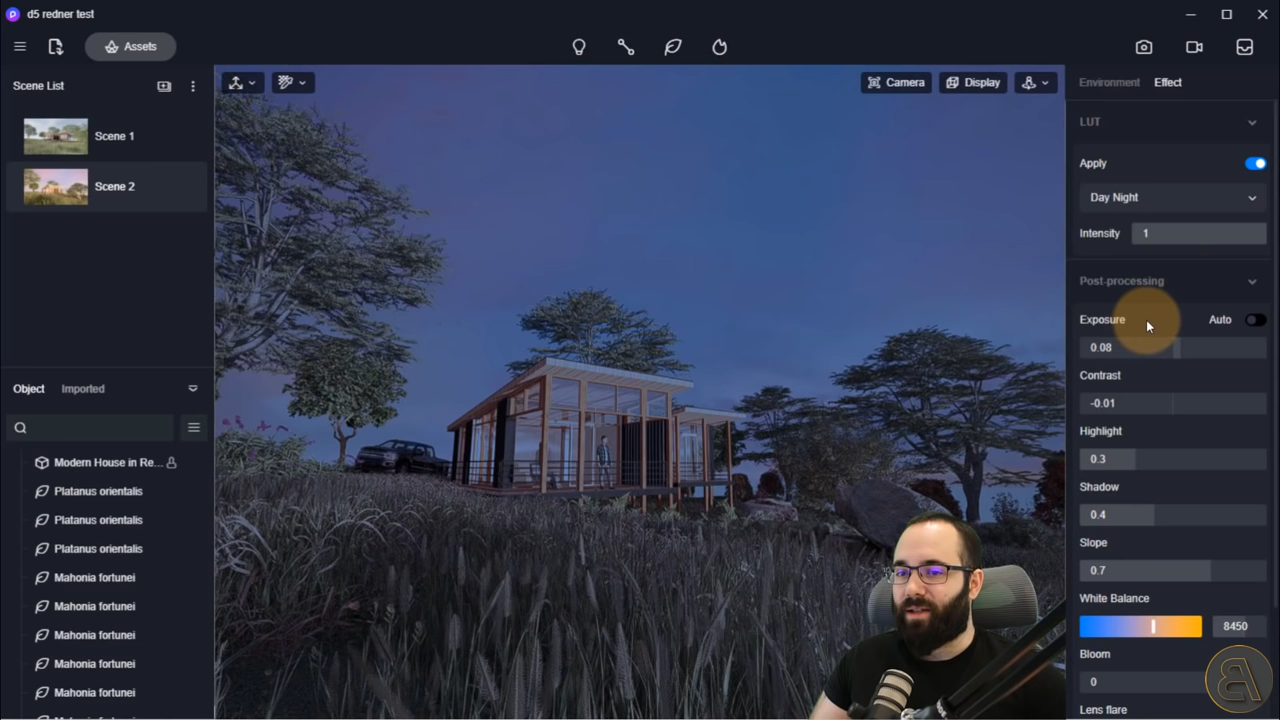 d5 redner test
Assets
Scene List
Scene 1
Scene 2
Object Imported
Modern House in Re...
Platanus orientalis
Platanus orientalis
Platanus orientalis
Mahonia fortunei
Mahonia fortunei
Mahonia fortunei
Mahonia fortunei
Mahonia fortunei
Camera Display
Environment Effect
LUT
Apply
Day Night
Intensity 1
Post-processing
Exposure Auto
0.08
Contrast
-0.01
Highlight
0.3
Shadow
0.4
Slope
0.7
White Balance
8450
Bloom
0
Lens flare